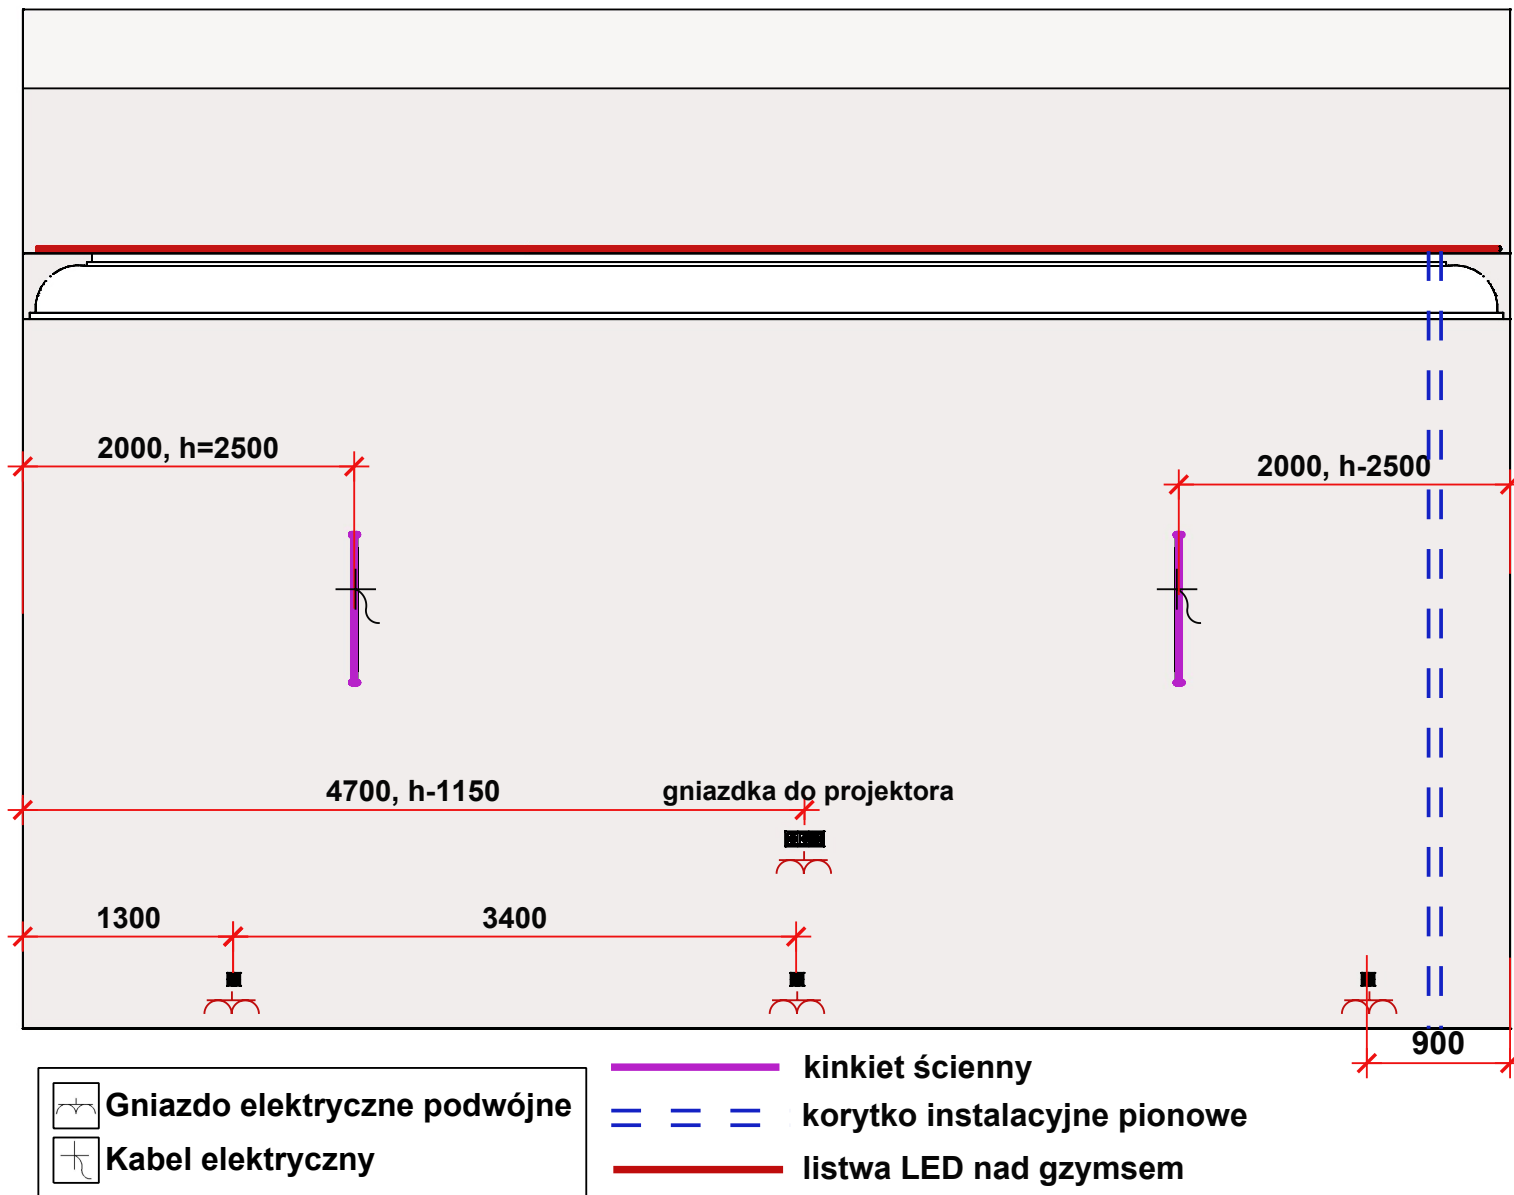 2000, h=2500
2000, h-2500
4700, h-1150
gniazdka do projektora
1300
3400
900
Gniazdo elektryczne podwójne
Kabel elektryczny
kinkiet ścienny
korytko instalacyjne pionowe
listwa LED nad gzymsem